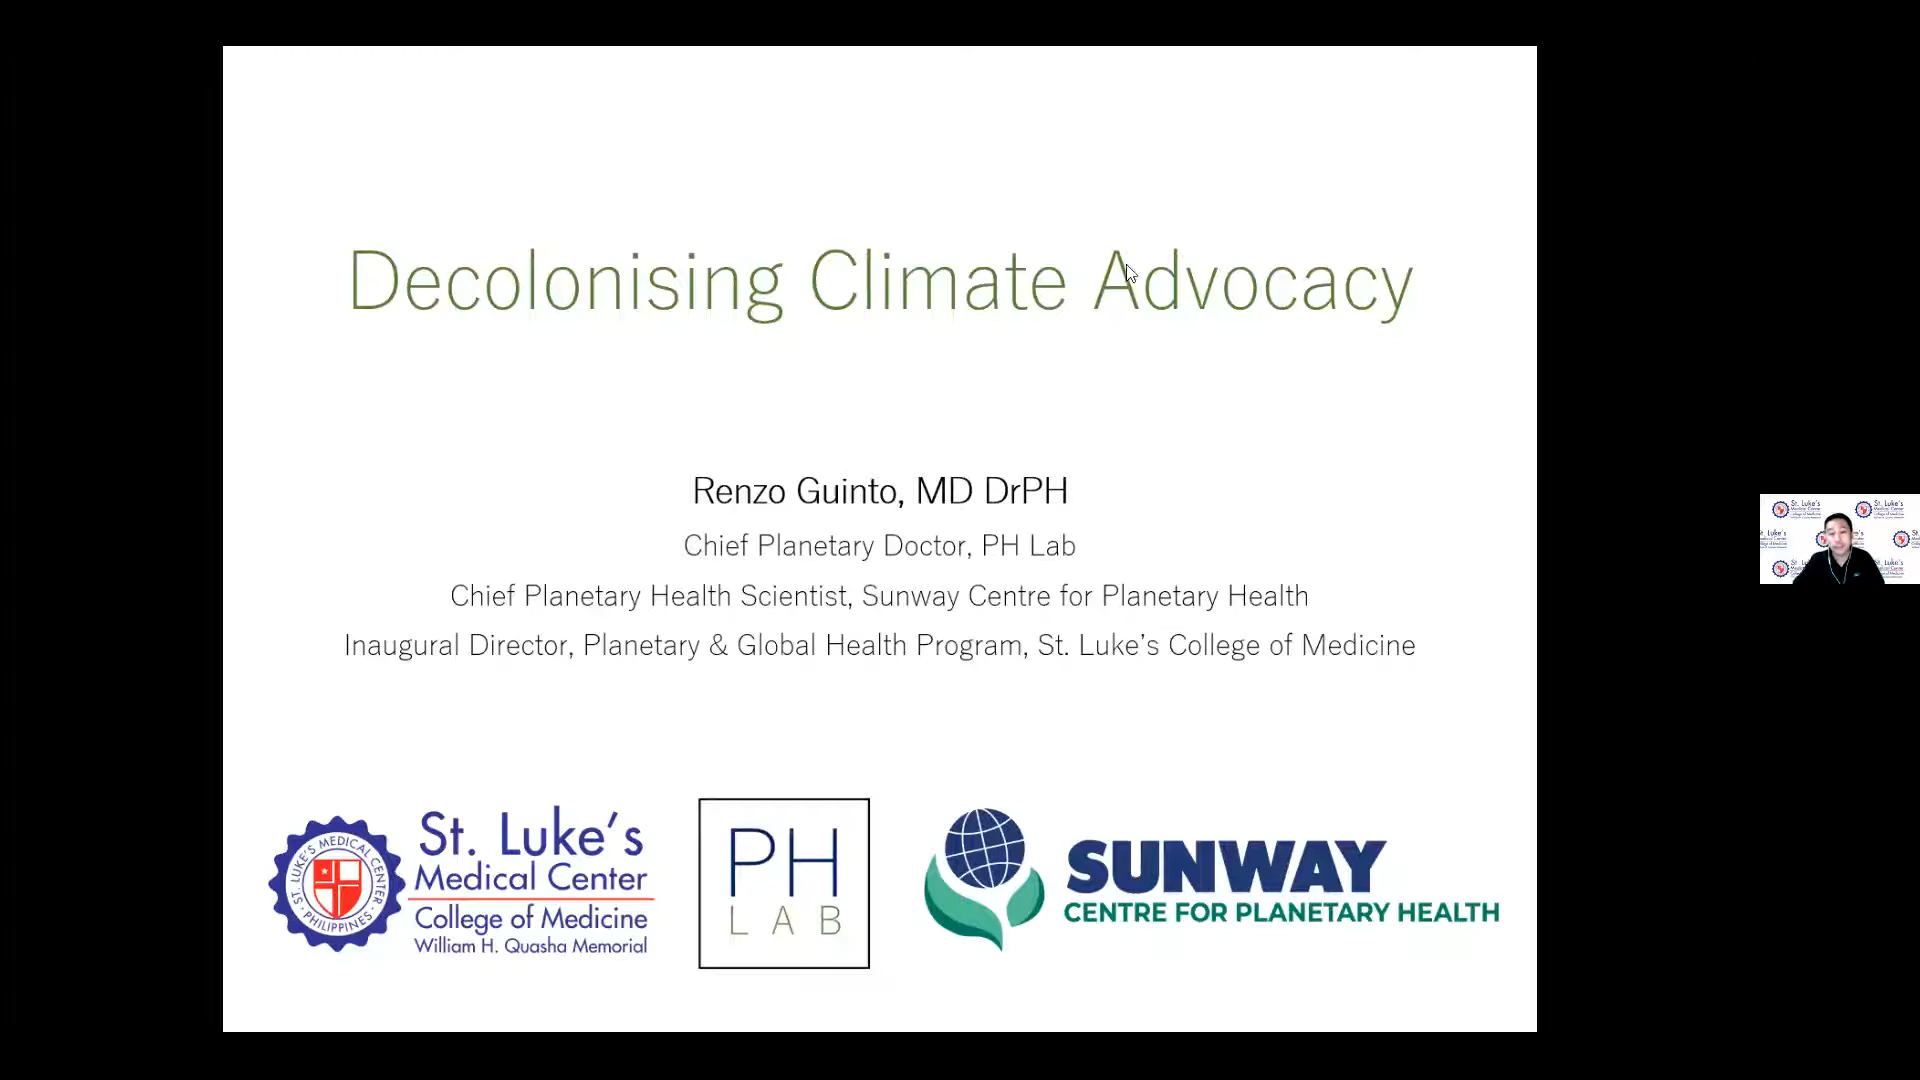 Decolonising Climate Advocacy
Renzo Guinto, MD DrPH
Chief Planetary Doctor, PH Lab
Chief Planetary Health Scientist, Sunway Centre for Planetary Health
Inaugural Director, Planetary & Global Health Program, St. Luke's College of Medicine
ST. LUKE'S MEDICAL CENTER
PHILIPPINES
St. Luke's
Medical Center
College of Medicine
William H. Quasha Memorial
PH
LAB
SUNWAY
CENTRE FOR PLANETARY HEALTH